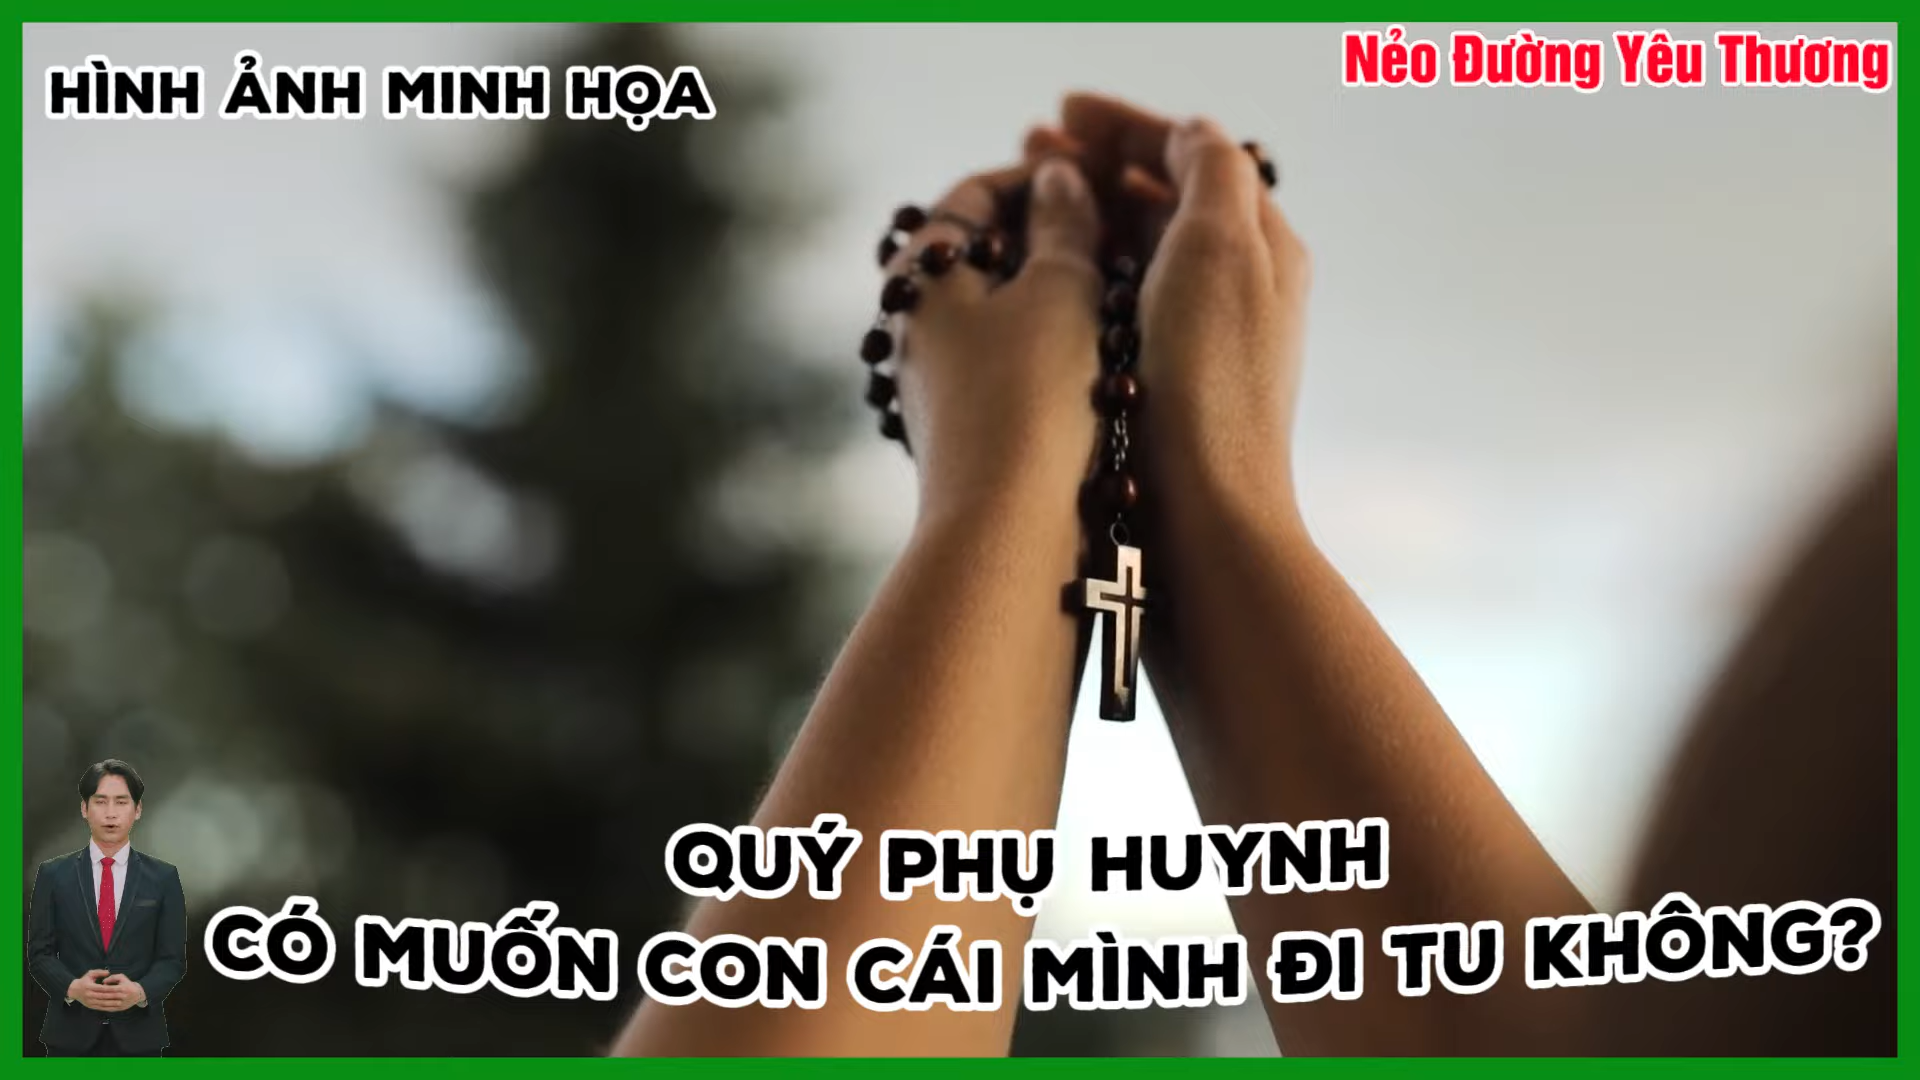 HÌNH ẢNH MINH HỌA
Nẻo Đường Yêu Thương
QUÝ PHỤ HUYNH
CÓ MUỐN CON CÁI MÌNH ĐI TU KHÔNG?